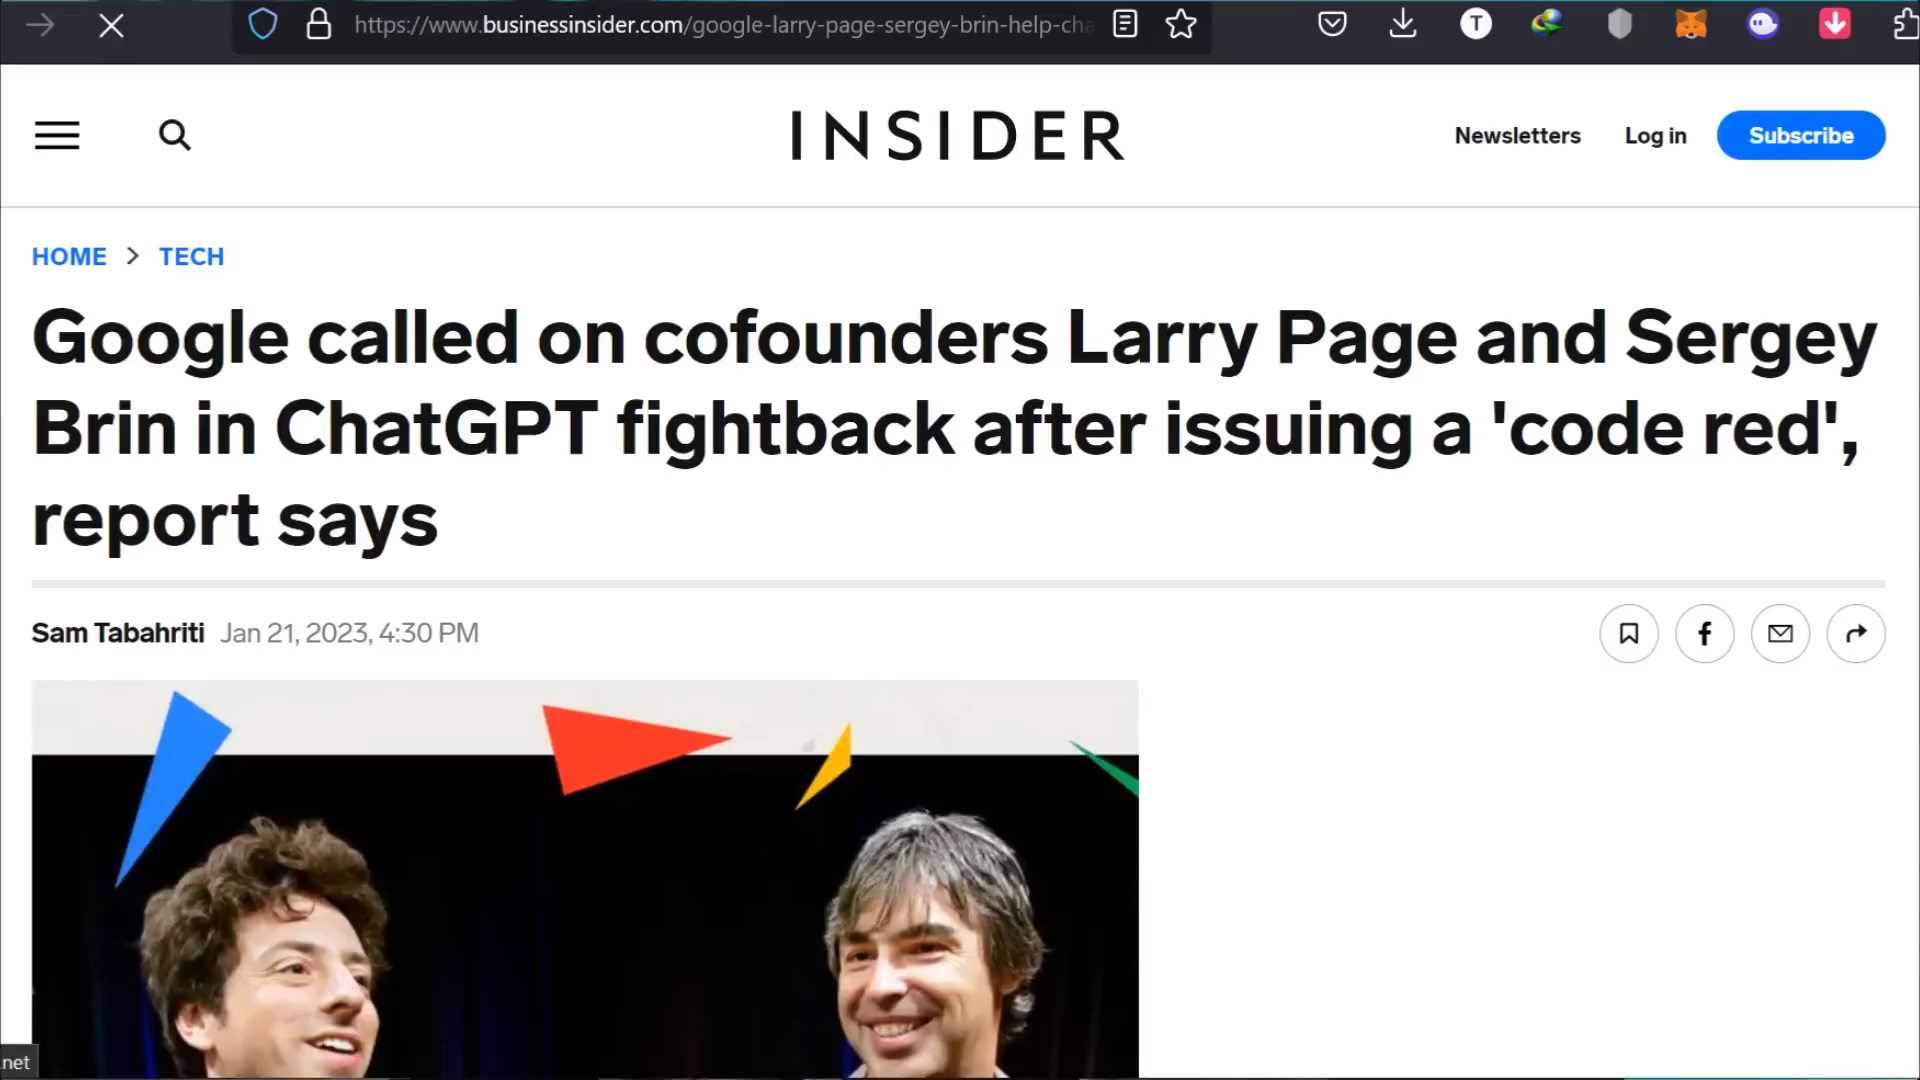 https://www.businessinsider.com/google-larry-page-sergey-brin-help-cha
T
INSIDER
Newsletters
Log in
Subscribe
HOME > TECH
Google called on cofounders Larry Page and Sergey
Brin in ChatGPT fightback after issuing a 'code red',
report says
Sam Tabahriti Jan 21, 2023, 4:30 PM
f
.net